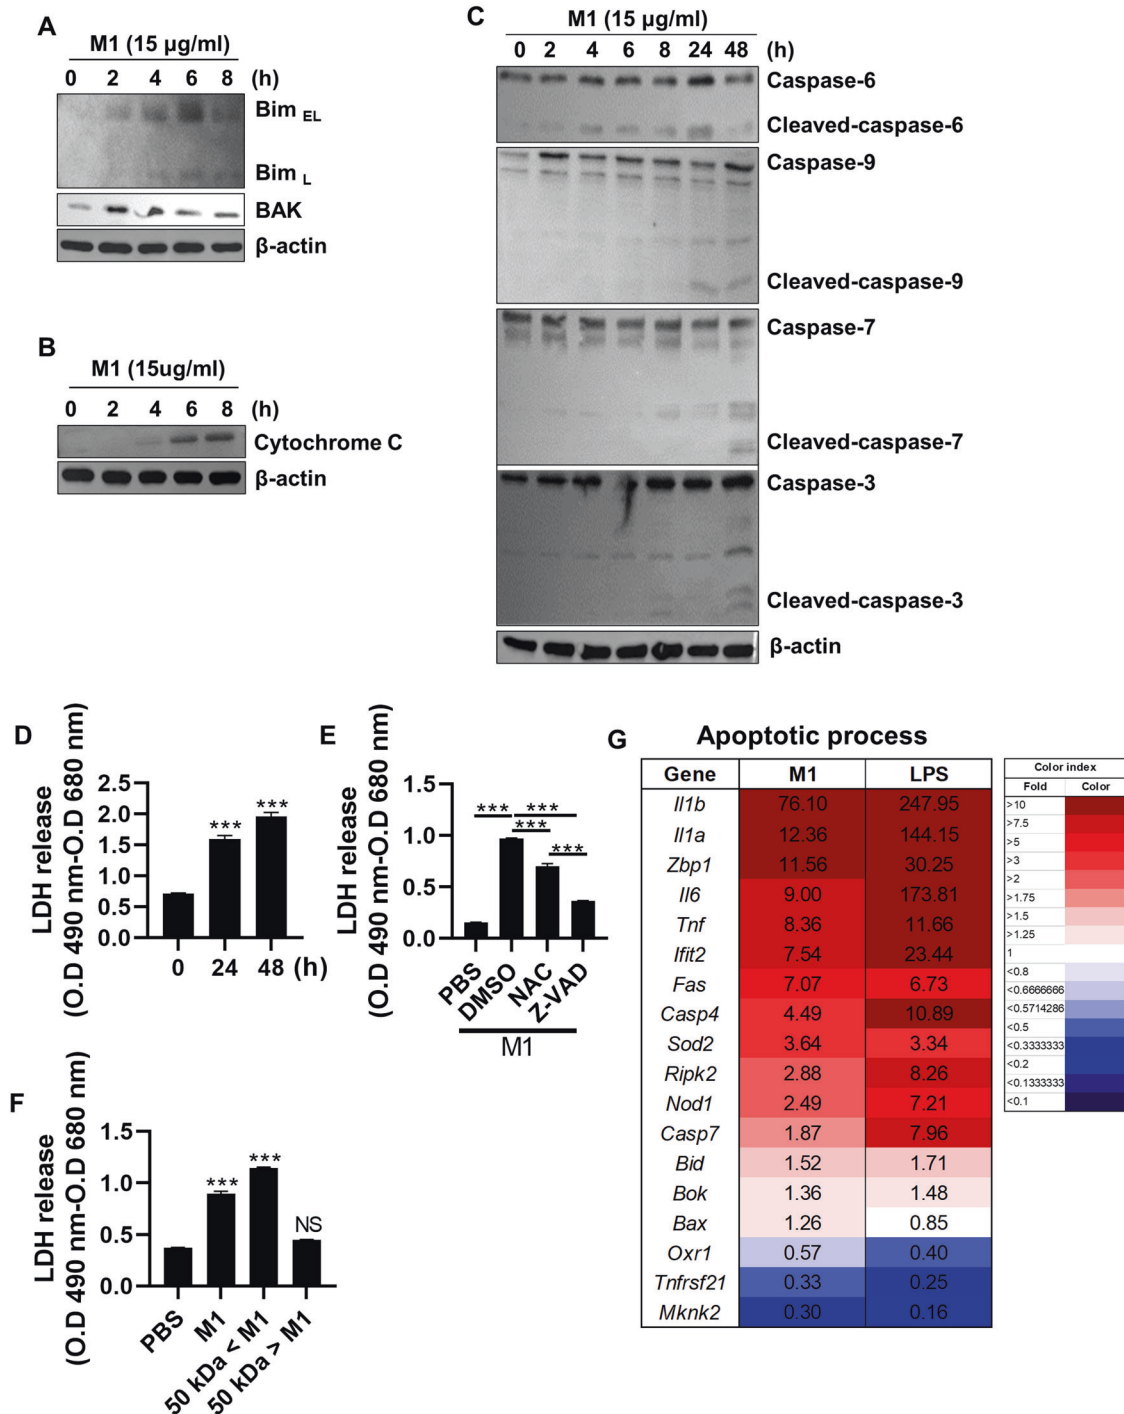 A
M1 (15 µg/ml)
0 2 4 6 8 (h)
Bim EL
Bim L
BAK
β-actin
B
M1 (15ug/ml)
0 2 4 6 8 (h)
Cytochrome C
β-actin
C
M1 (15 µg/ml)
0 2 4 6 8 24 48 (h)
Caspase-6
Cleaved-caspase-6
Caspase-9
Cleaved-caspase-9
Caspase-7
Cleaved-caspase-7
Caspase-3
Cleaved-caspase-3
β-actin
D
LDH release
(O.D 490 nm-O.D 680 nm)
2.5
2.0
1.5
1.0
0.5
0.0
***
***
0 24 48 (h)
E
LDH release
(O.D 490 nm-O.D 680 nm)
1.5
1.0
0.5
0.0
*** ***
***
***
PBS
DMSO
NAC
Z-VAD
M1
F
LDH release
(O.D 490 nm-O.D 680 nm)
1.5
1.0
0.5
0.0
***
***
NS
PBS
M1
50 kDa < M1
50 kDa > M1
G
Apoptotic process
Gene M1 LPS
Il1b 76.10 247.95
Il1a 12.36 144.15
Zbp1 11.56 30.25
Il6 9.00 173.81
Tnf 8.36 11.66
Ifit2 7.54 23.44
Fas 7.07 6.73
Casp4 4.49 10.89
Sod2 3.64 3.34
Ripk2 2.88 8.26
Nod1 2.49 7.21
Casp7 1.87 7.96
Bid 1.52 1.71
Bok 1.36 1.48
Bax 1.26 0.85
Oxr1 0.57 0.40
Tnfrsf21 0.33 0.25
Mknk2 0.30 0.16
Color index
Fold Color
>10
>7.5
>5
>3
>2
>1.75
>1.5
>1.25
1
<0.8
<0.6666666
<0.5714286
<0.5
<0.3333333
<0.2
<0.1333333
<0.1